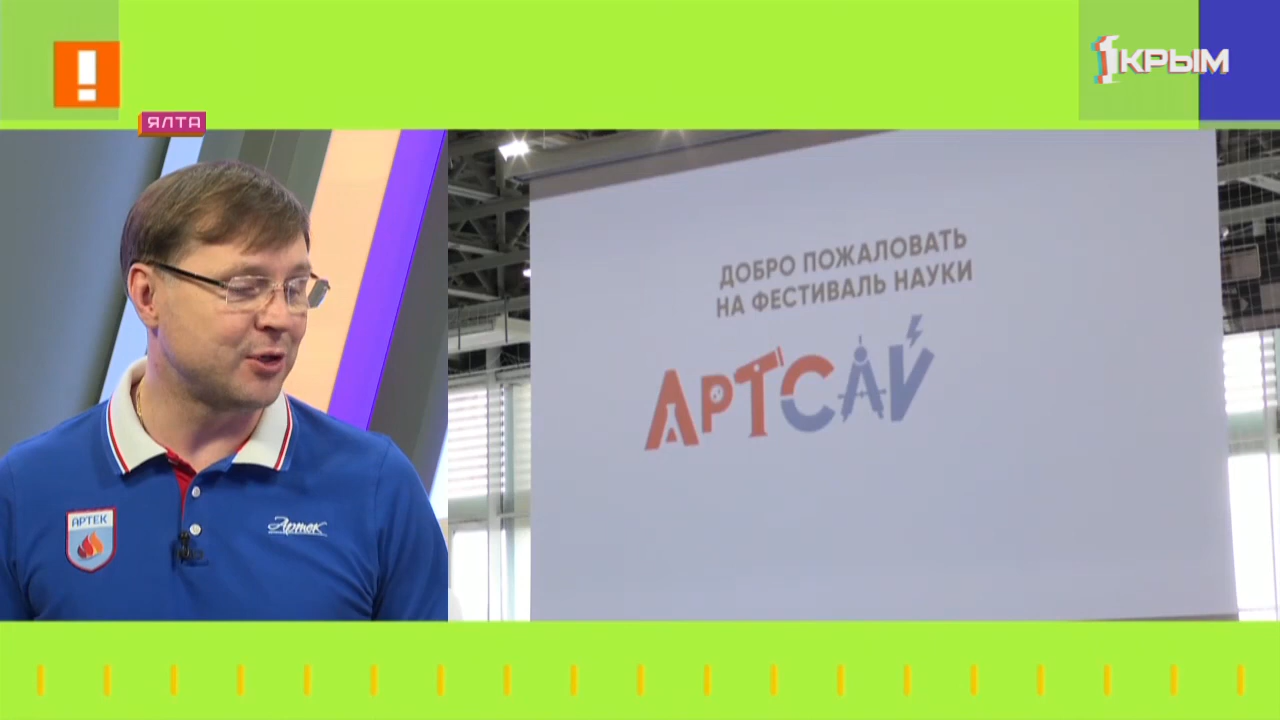 !
1КРЫМ
ЯЛТА
ДОБРО ПОЖАЛОВАТЬ
НА ФЕСТИВАЛЬ НАУКИ
АРТСАЙ
АРТЕК
Артек